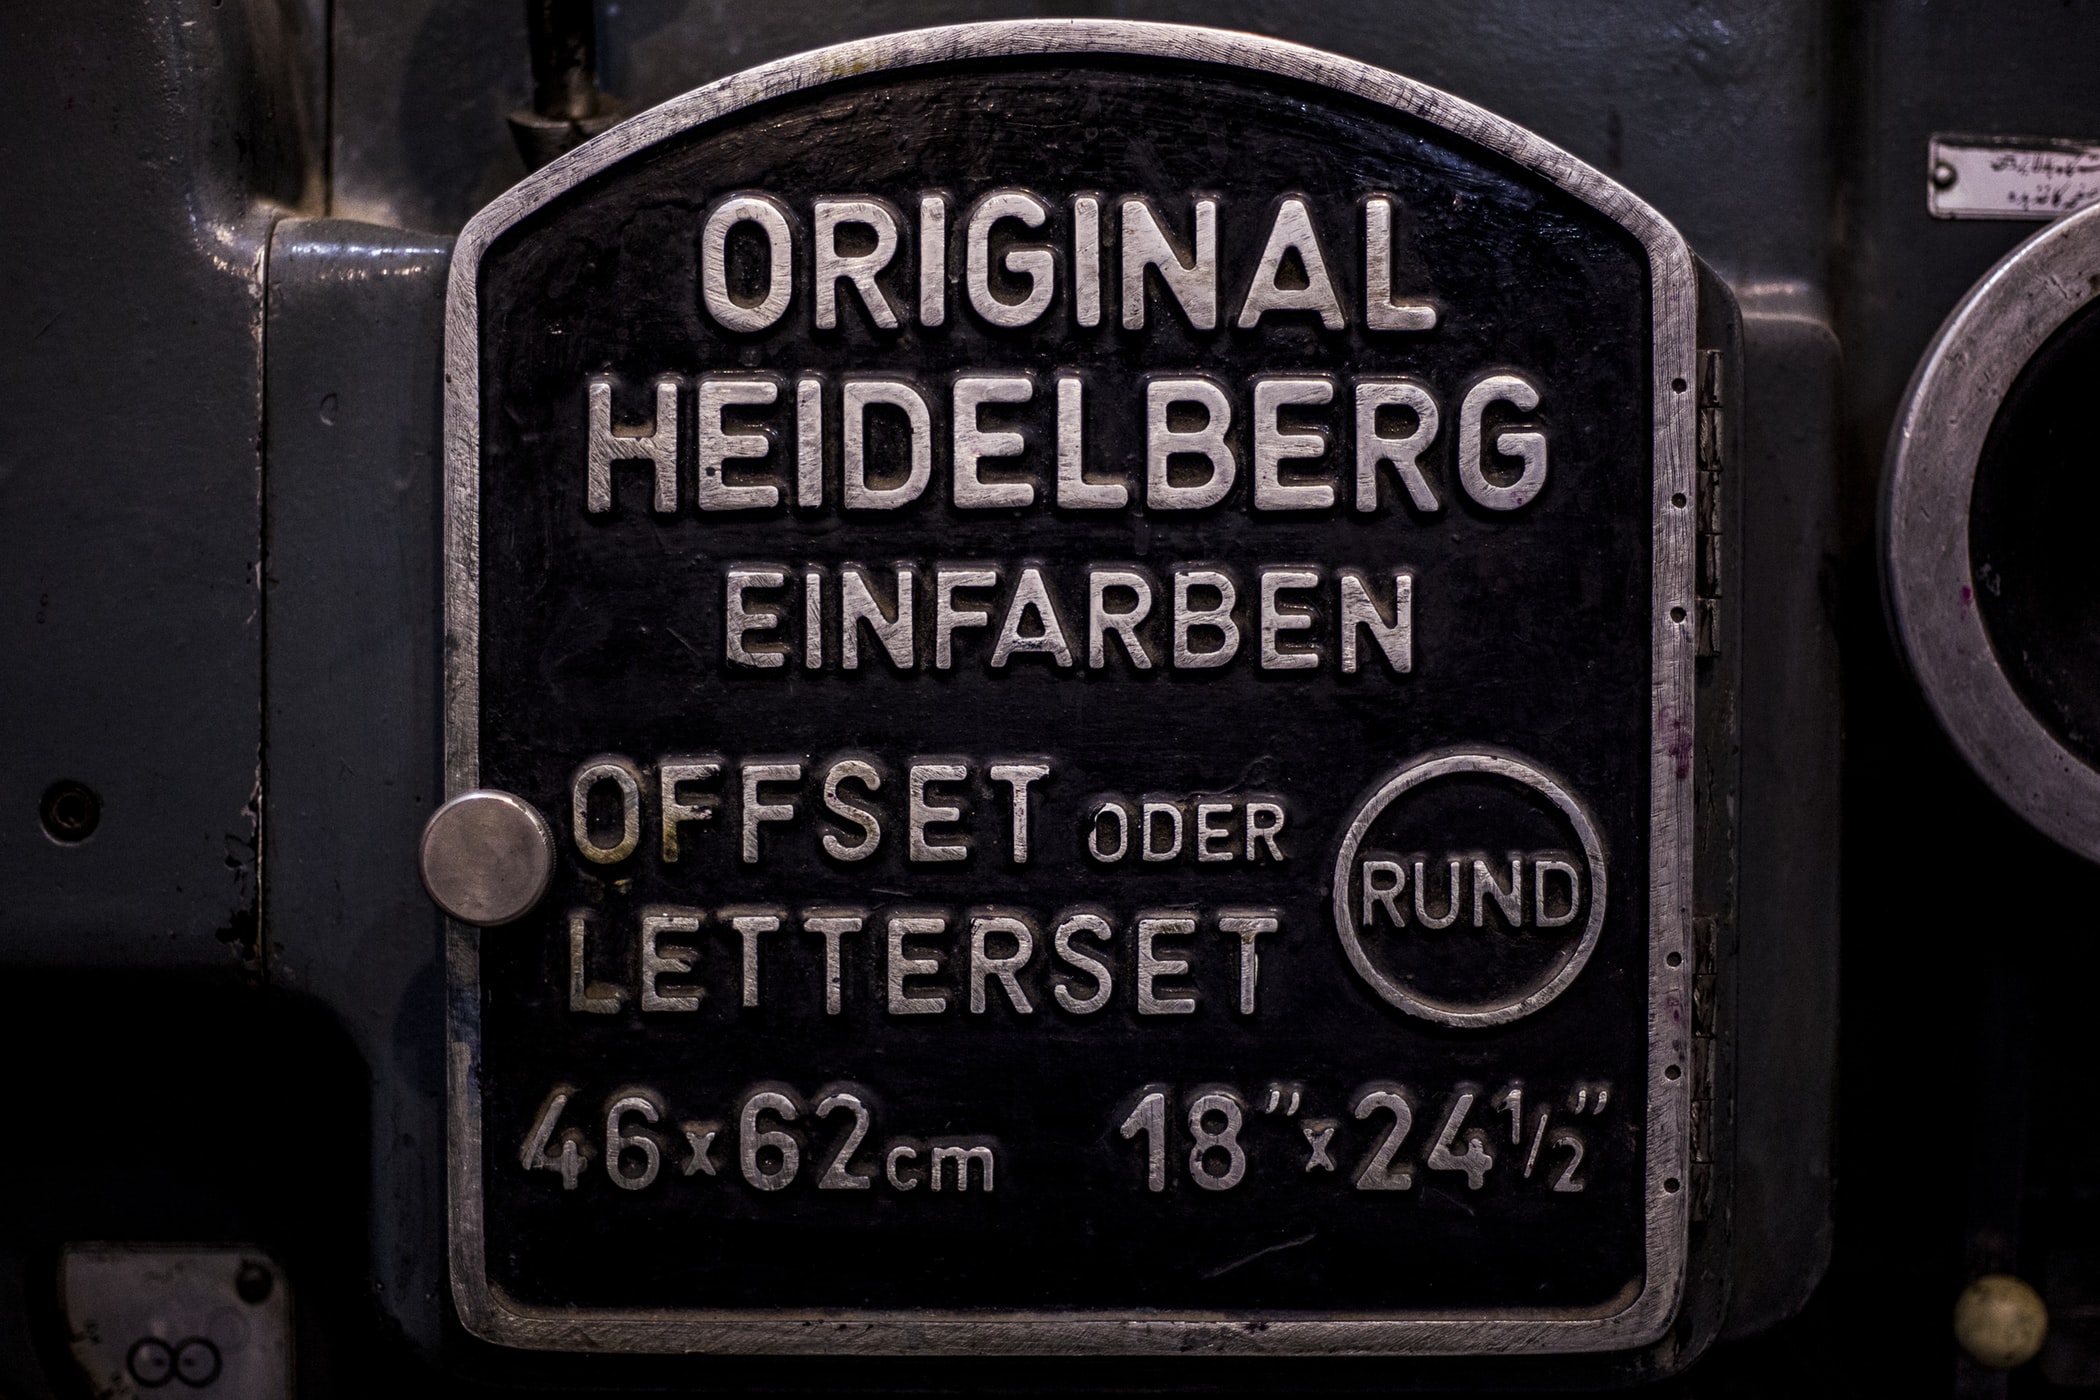 ORIGINAL
HEIDELBERG
EINFARBEN
OFFSET ODER
LETTERSET
RUND
46x62cm 18”x24½”